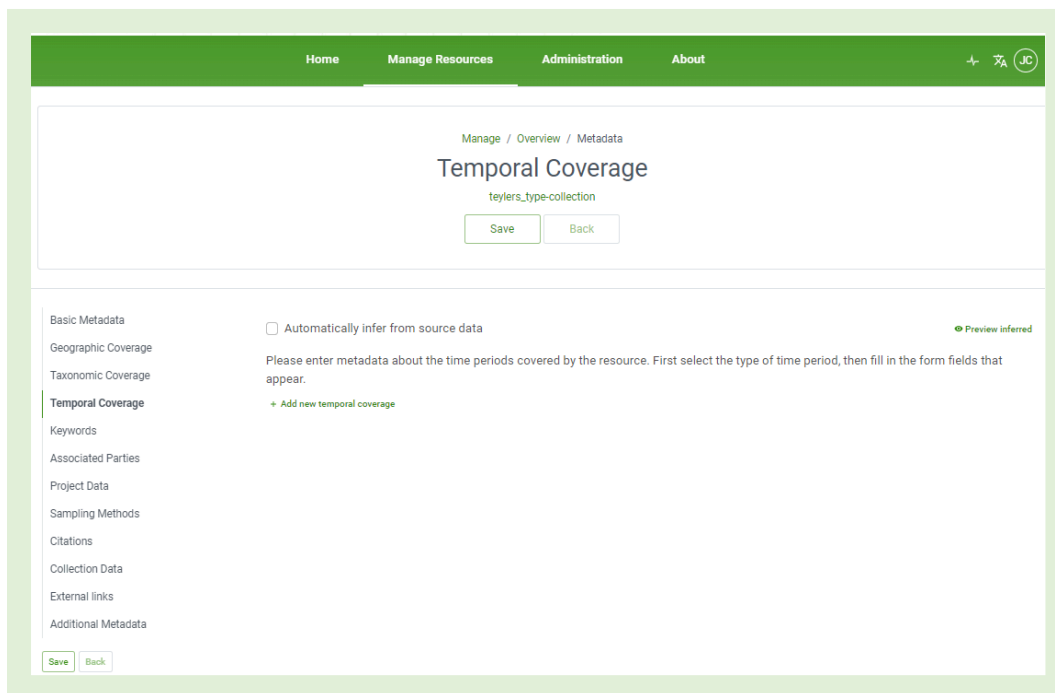 Home Manage Resources Administration About JC
Manage / Overview / Metadata
Temporal Coverage
teylers_type-collection
Save Back
Basic Metadata
Geographic Coverage
Taxonomic Coverage
Temporal Coverage
Keywords
Associated Parties
Project Data
Sampling Methods
Citations
Collection Data
External links
Additional Metadata
Save Back
Automatically infer from source data Preview inferred
Please enter metadata about the time periods covered by the resource. First select the type of time period, then fill in the form fields that
appear.
+ Add new temporal coverage